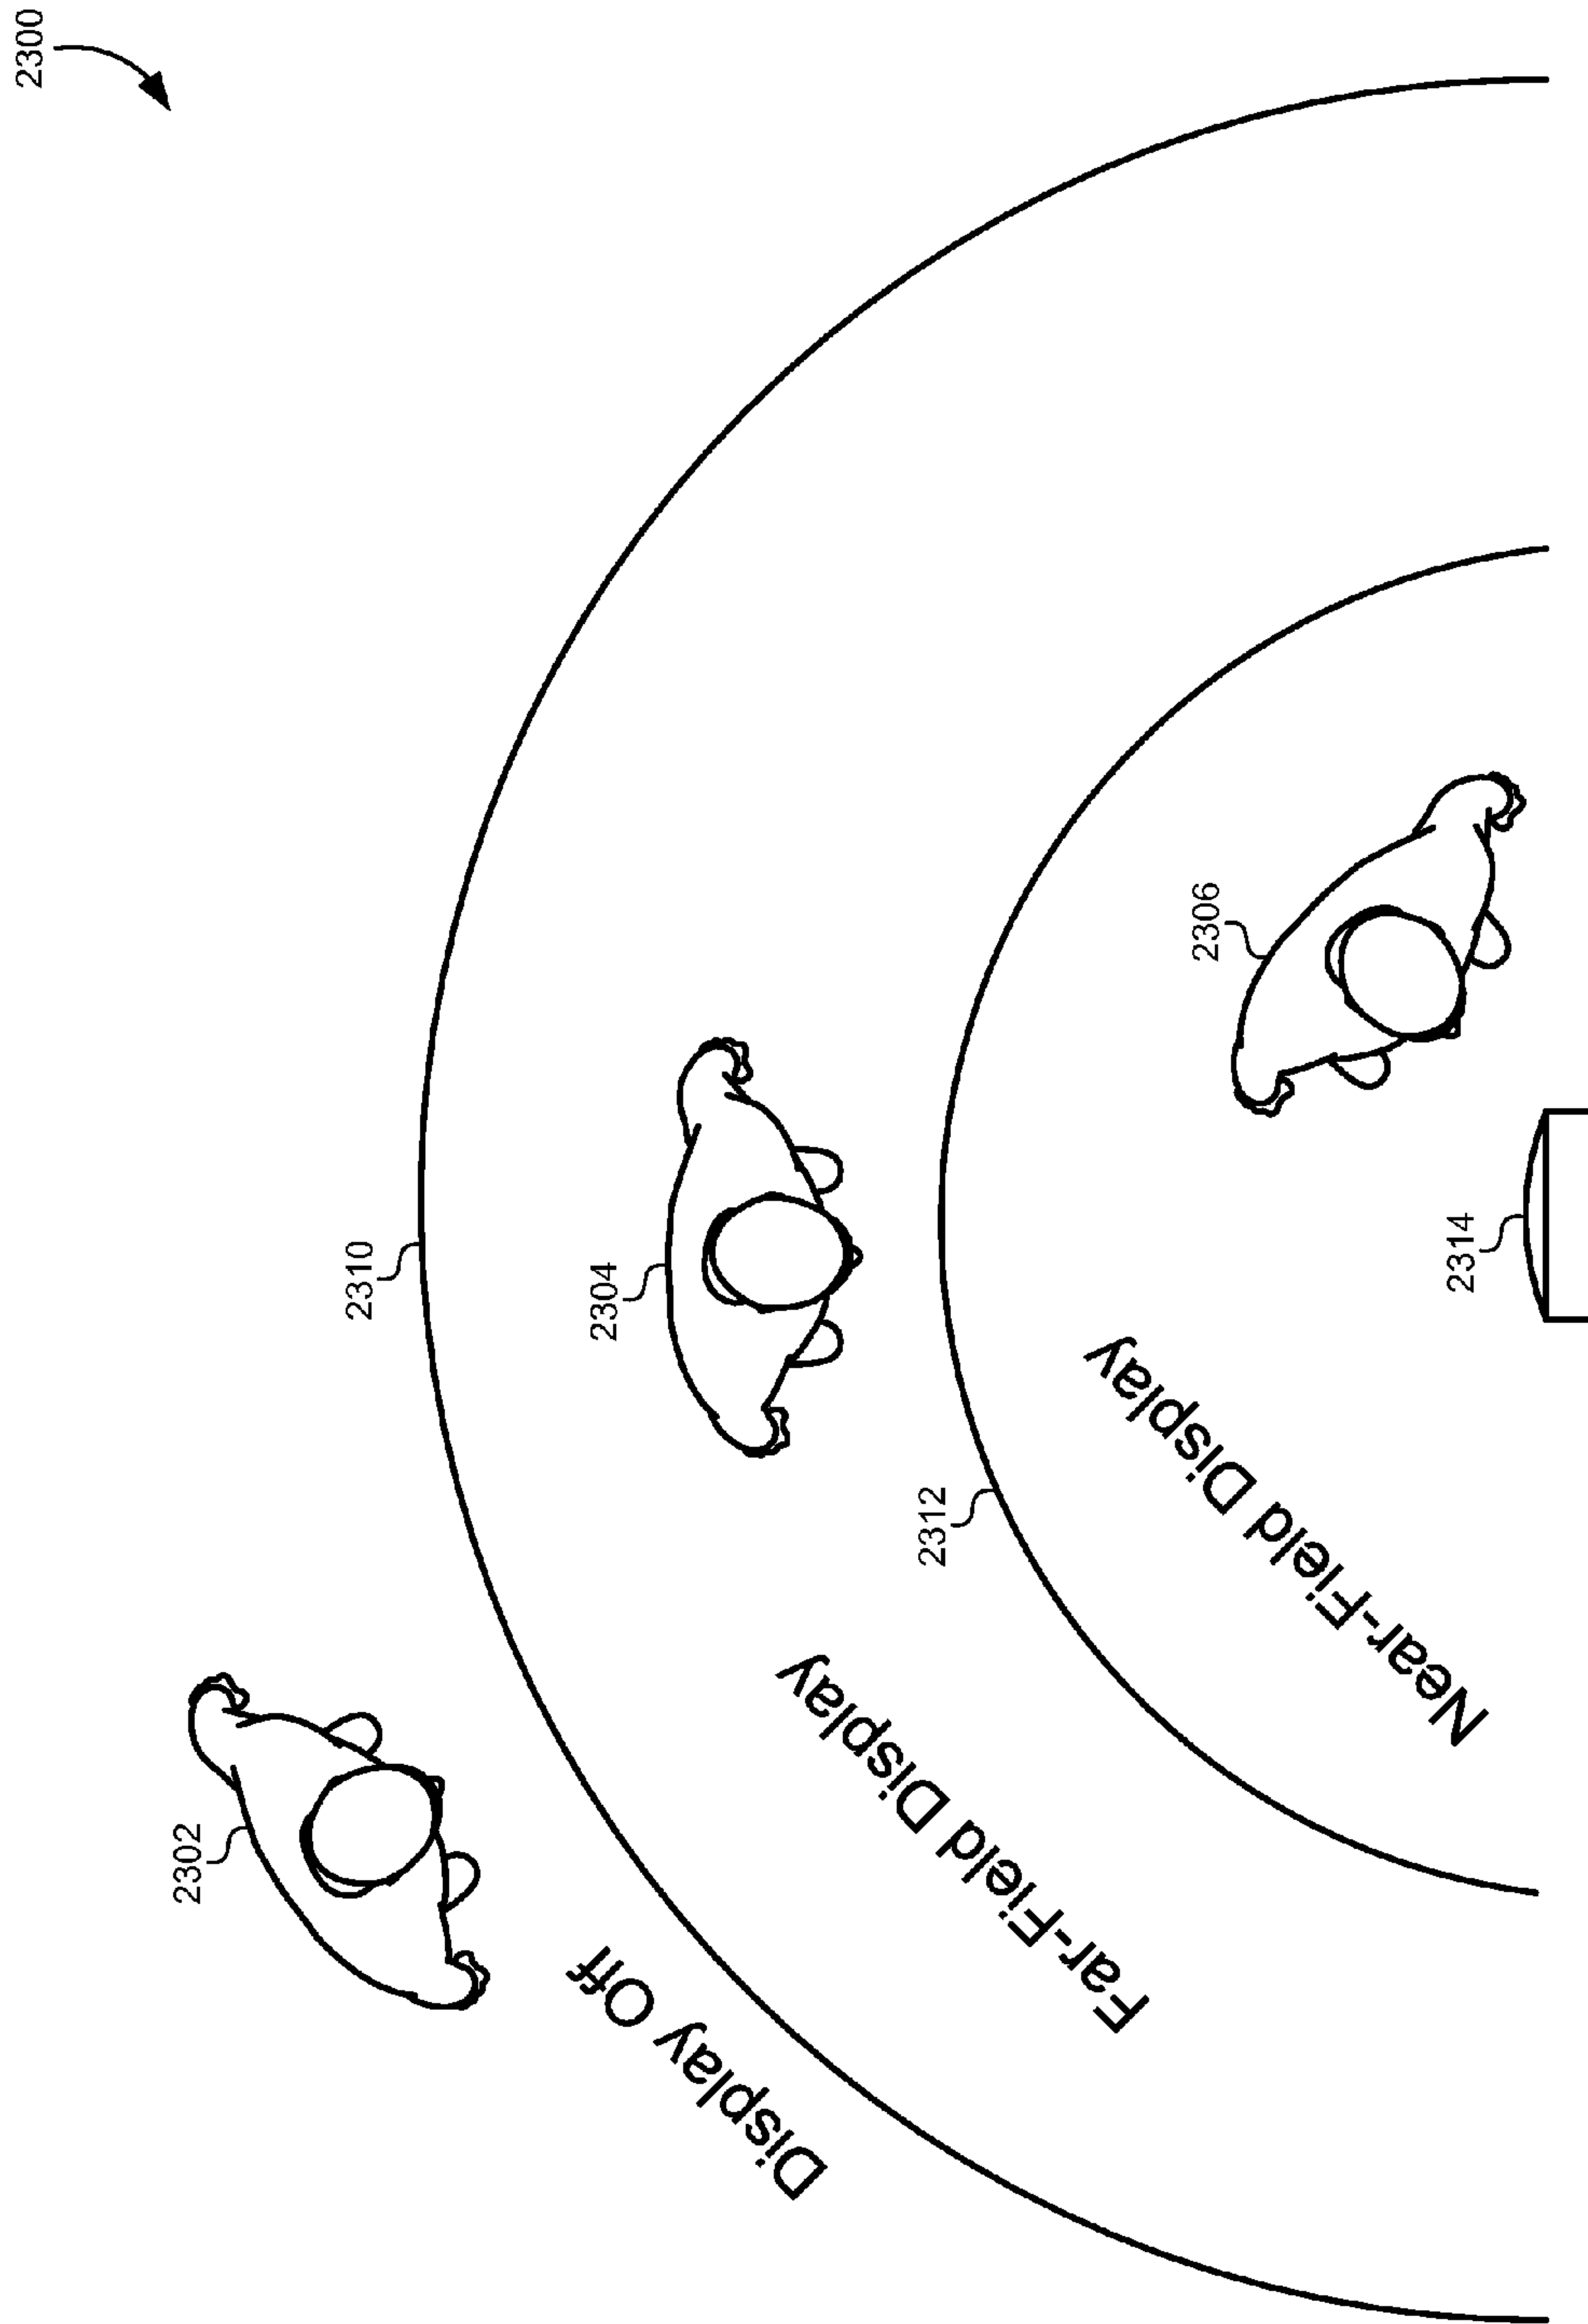 2300
2302
Display Off
2310
2304
Far-Field Display
2312
2306
Near-Field Display
2314